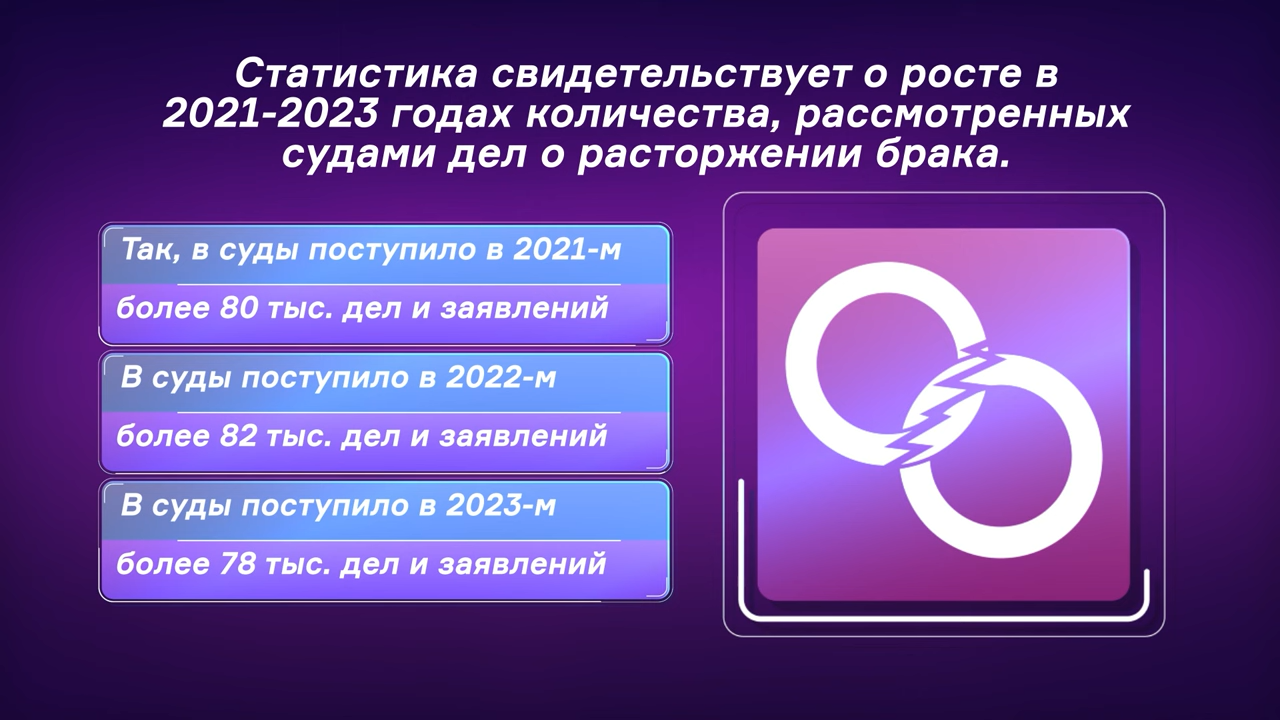 Статистика свидетельствует о росте в
2021-2023 годах количества, рассмотренных
судами дел о расторжении брака.
Так, в суды поступило в 2021-м
более 80 тыс. дел и заявлений
В суды поступило в 2022-м
более 82 тыс. дел и заявлений
В суды поступило в 2023-м
более 78 тыс. дел и заявлений